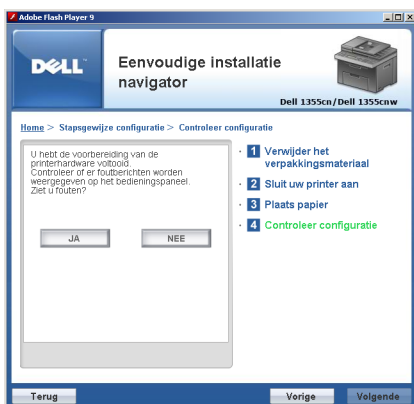 Adobe Flash Player 9
DELL
Eenvoudige installatie
navigator
Dell 1355cn/Dell 1355cnw
Home > Stapsgewijze configuratie > Controleer configuratie
U hebt de voorbereiding van de
printerhardware voltooid.
Controleer of er foutberichten worden
weergegeven op het bedieningspaneel.
Ziet u fouten?
JA
NEE
· 1 Verwijder het
verpakkingsmateriaal
· 2 Sluit uw printer aan
· 3 Plaats papier
· 4 Controleer configuratie
Terug
Vorige
Volgende